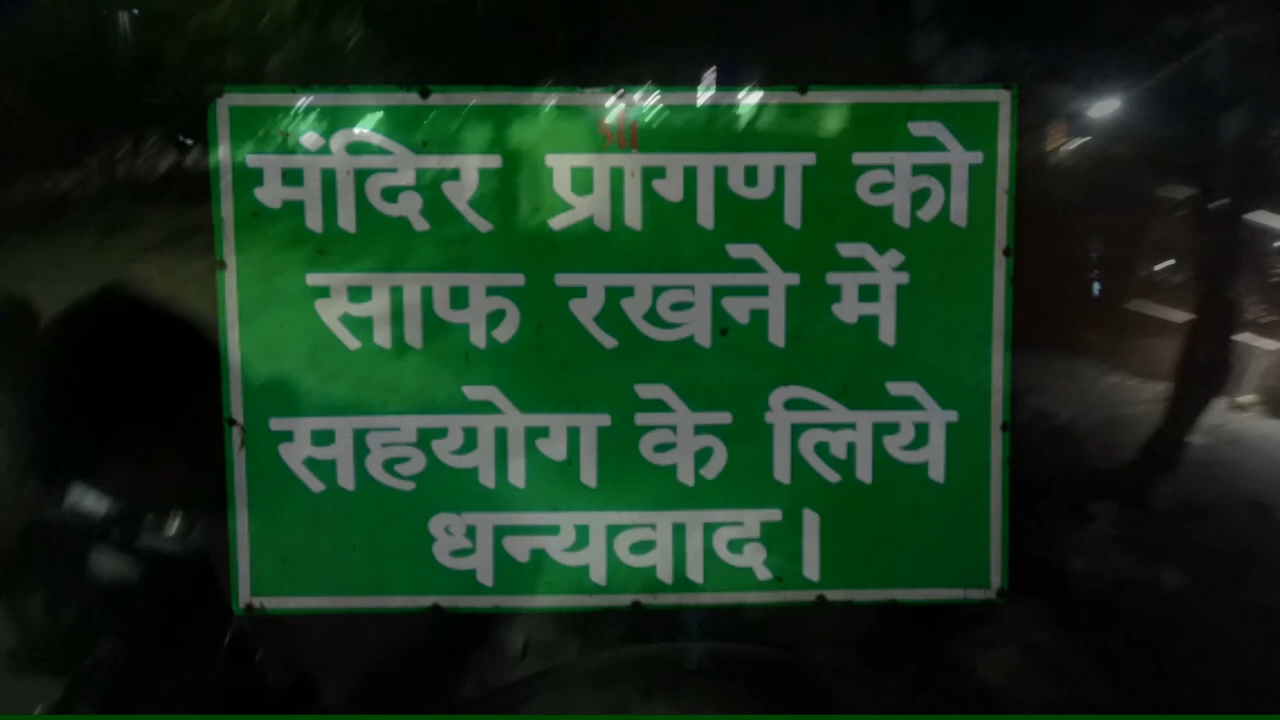 मंदिर प्रागण को
साफ रखने में
सहयोग के लिये
धन्यवाद।